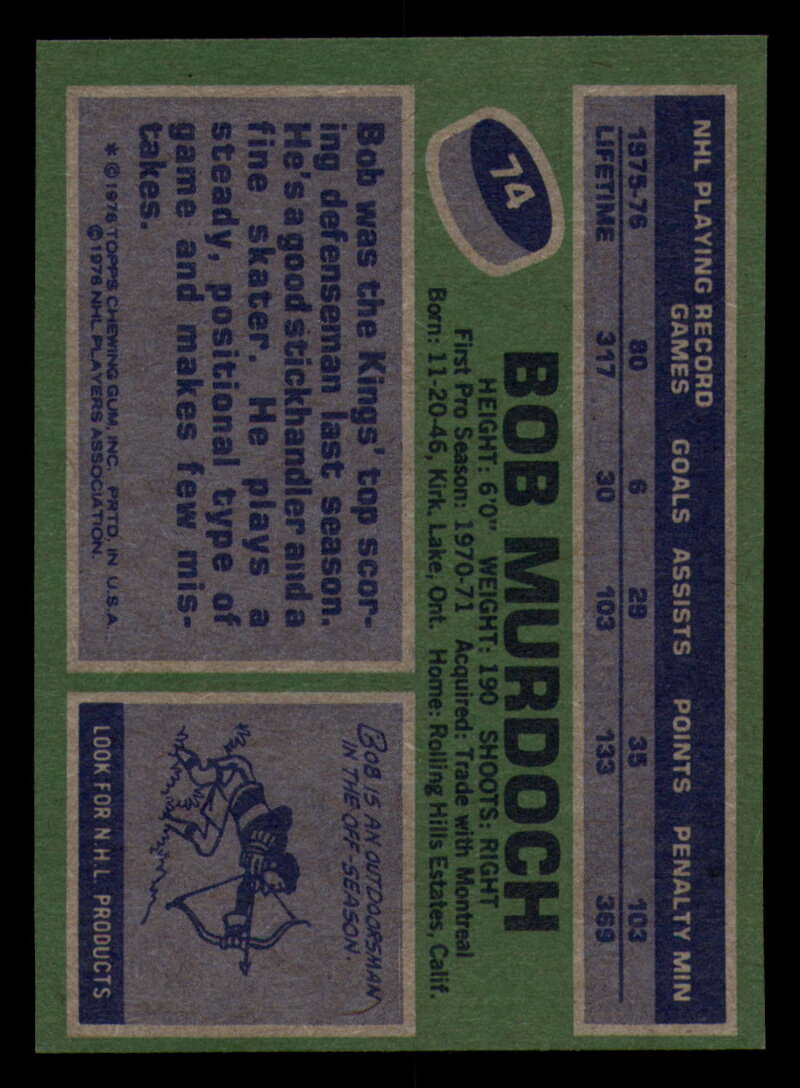 NHL PLAYING RECORD
GAMES GOALS ASSISTS POINTS PENALTY MIN
1975-76 80 6 29 35 103
LIFETIME 317 30 103 133 369
74
BOB MURDOCH
HEIGHT: 6'0" WEIGHT: 190 SHOOTS: RIGHT
First Pro Season: 1970-71 Acquired: Trade with Montreal
Born: 11-20-46, Kirk. Lake, Ont. Home: Rolling Hills Estates, Calif.
Bob was the Kings' top scor-
ing defenseman last season.
He's a good stickhandler and a
fine skater. He plays a
steady, positional type of
game and makes few mis-
takes.
* © 1976 TOPPS CHEWING GUM, INC. PRTD. IN U.S.A.
© 1976 NHL PLAYERS ASSOCIATION.
BOB IS AN OUTDOORSMAN
IN THE OFF-SEASON.
LOOK FOR N.H.L PRODUCTS